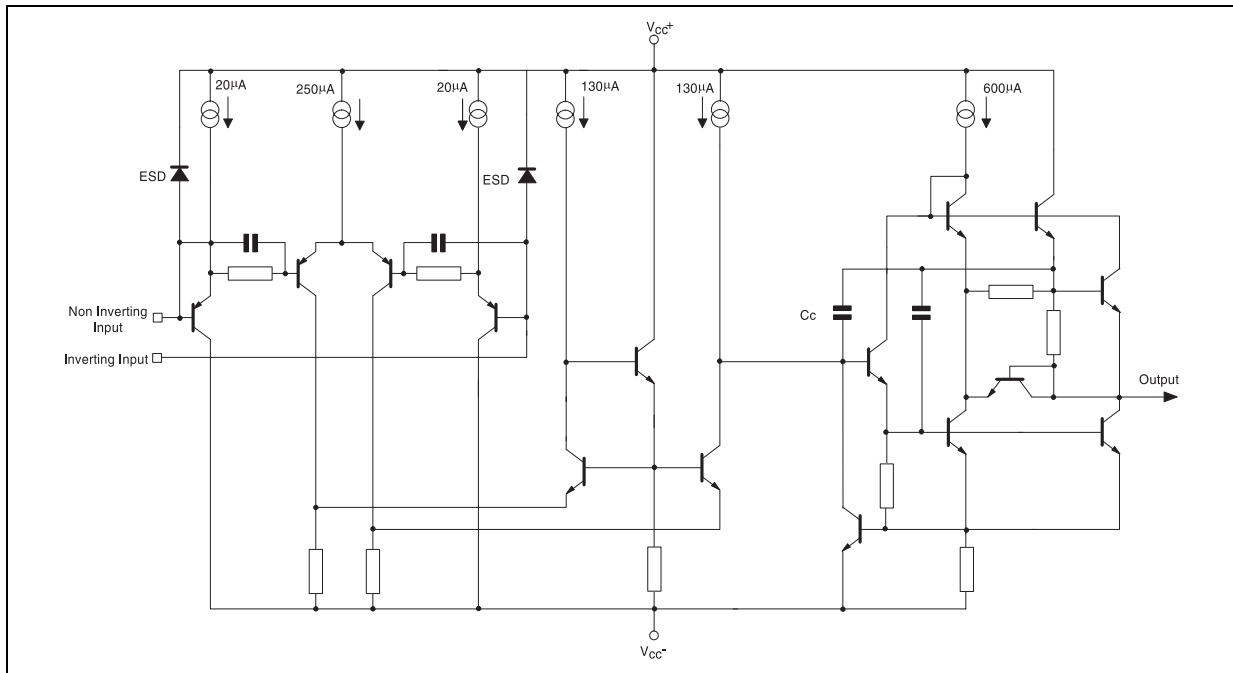 Vcc+
20µA
250µA
20µA
130µA
130µA
600µA
ESD
ESD
Non Inverting
Input
Cc
Inverting Input
Output
Vcc-